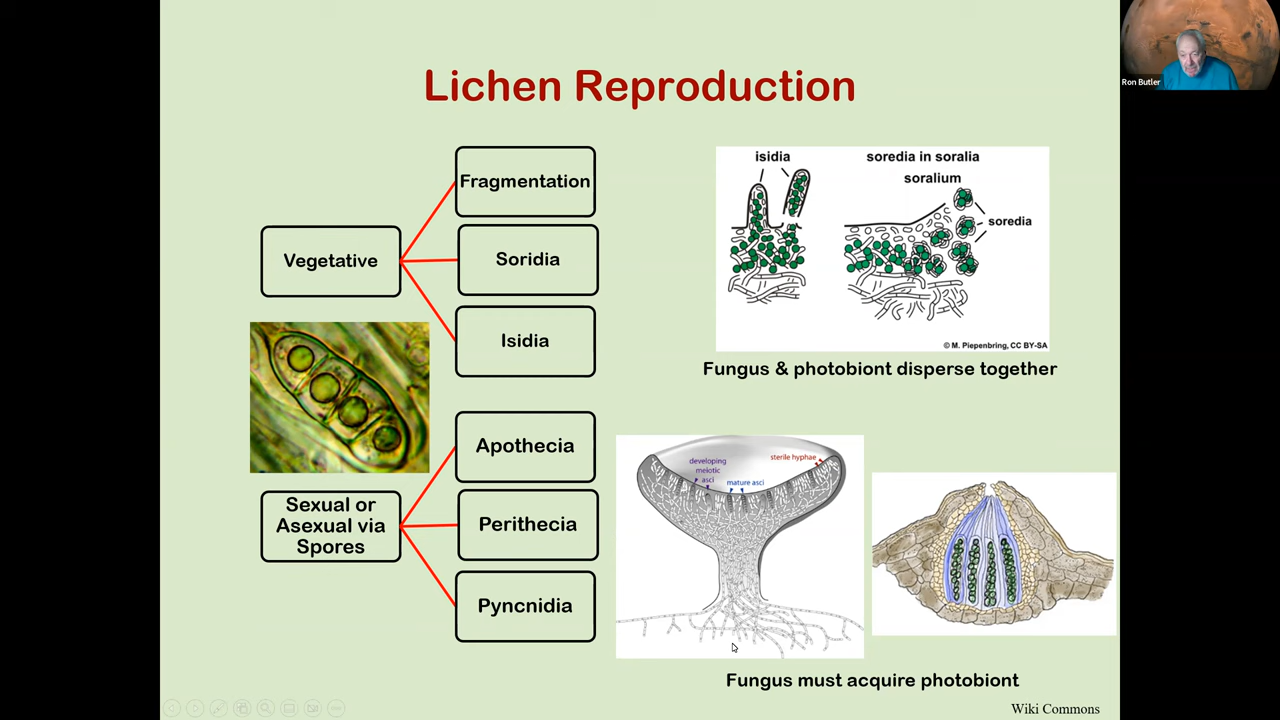 Lichen Reproduction
Ron Butler
Fragmentation
Vegetative
Soridia
Isidia
isidia
soredia in soralia
soralium
soredia
© M. Piepenbring, CC BY-SA
Fungus & photobiont disperse together
Apothecia
Sexual or
Asexual via
Spores
Perithecia
Pyncnidia
developing
meiotic
asci
mature asci
sterile hyphae
Fungus must acquire photobiont
Wiki Commons